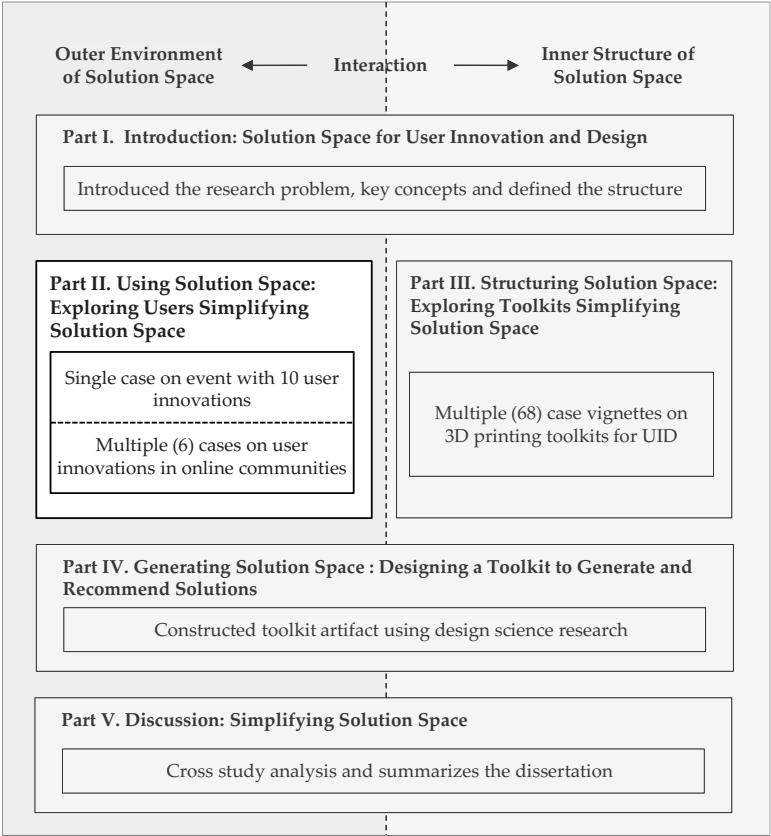 Outer Environment
of Solution Space
Interaction
Inner Structure of
Solution Space
Part I.  Introduction: Solution Space for User Innovation and Design
Introduced the research problem, key concepts and defined the structure
Part II. Using Solution Space:
Exploring Users Simplifying
Solution Space
Single case on event with 10 user
innovations
Multiple (6) cases on user
innovations in online communities
Part III. Structuring Solution Space:
Exploring Toolkits Simplifying
Solution Space
Multiple (68) case vignettes on
3D printing toolkits for UID
Part IV. Generating Solution Space : Designing a Toolkit to Generate and
Recommend Solutions
Constructed toolkit artifact using design science research
Part V. Discussion: Simplifying Solution Space
Cross study analysis and summarizes the dissertation